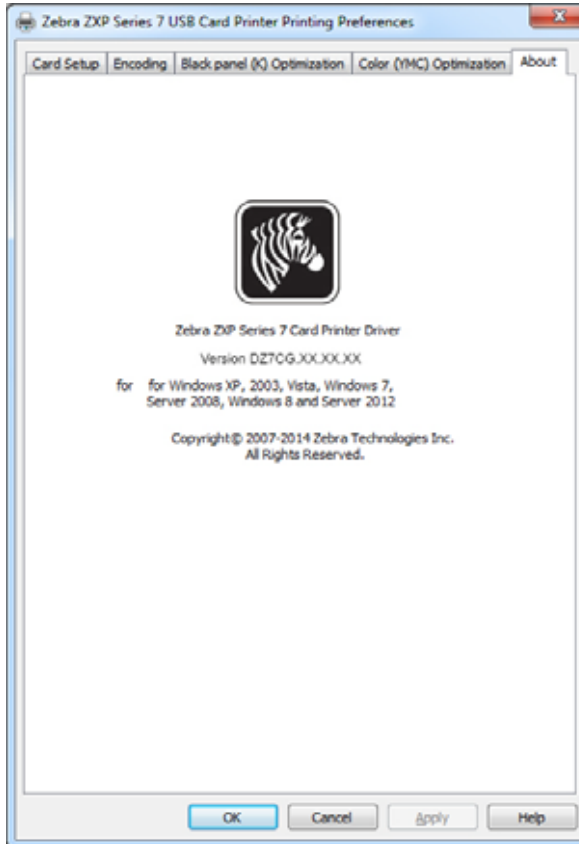 Zebra ZXP Series 7 USB Card Printer Printing Preferences
Card Setup
Encoding
Black panel (K) Optimization
Color (YMC) Optimization
About
Zebra ZXP Series 7 Card Printer Driver
Version DZ7CG.XX.XX.XX
for for Windows XP, 2003, Vista, Windows 7,
Server 2008, Windows 8 and Server 2012
Copyright© 2007-2014 Zebra Technologies Inc.
All Rights Reserved.
OK
Cancel
Apply
Help